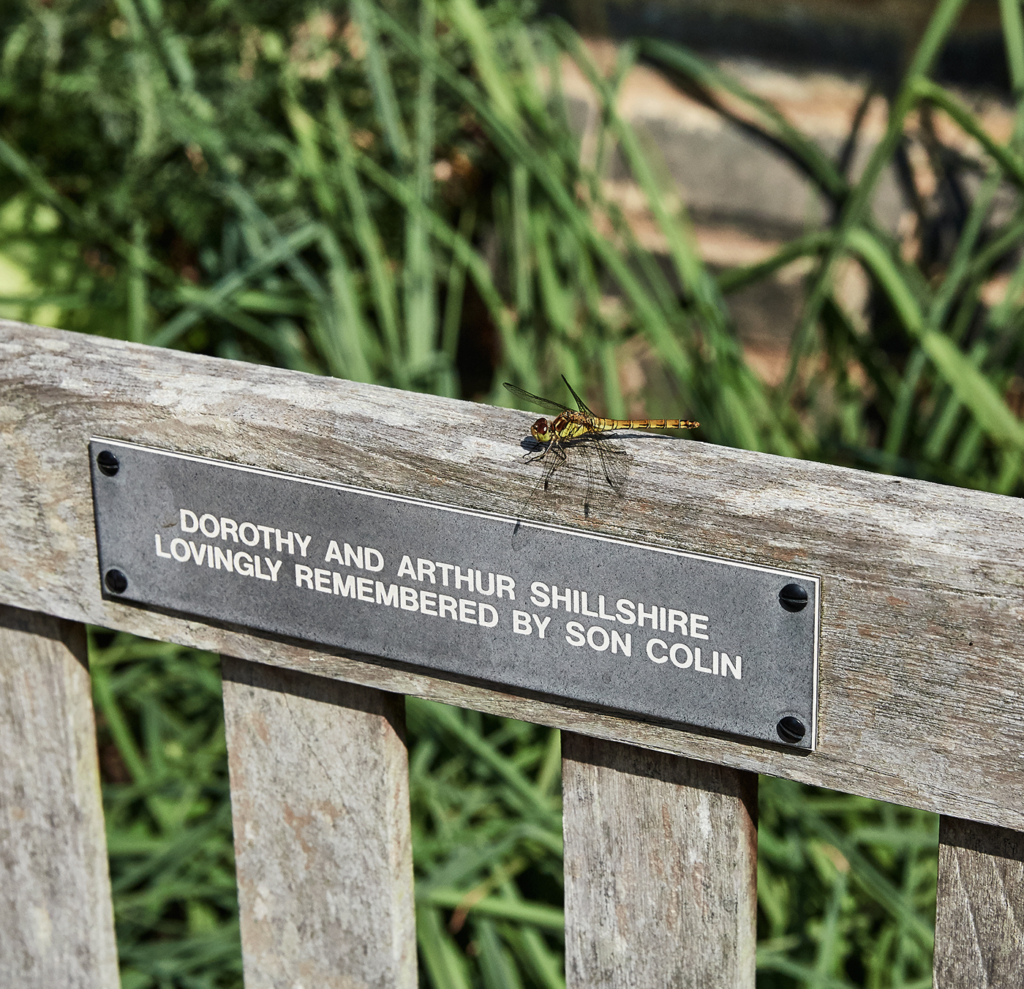 DOROTHY AND ARTHUR SHILLSHIRE
LOVINGLY REMEMBERED BY SON COLIN